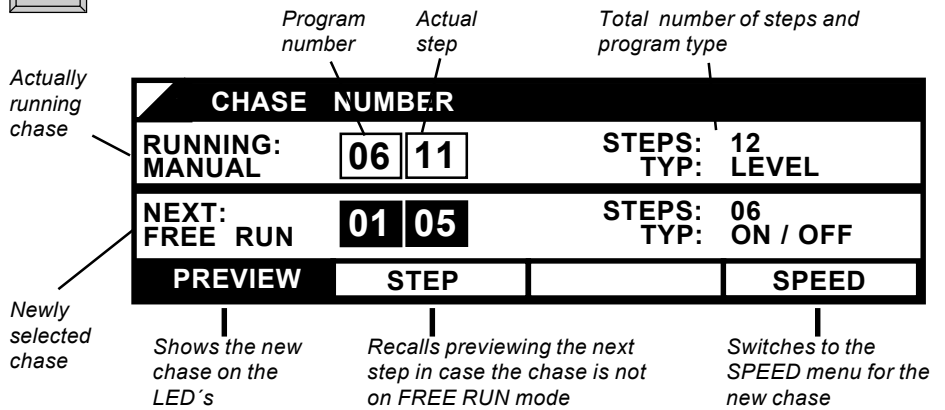 Program number
Actual step
Total number of steps and program type
Actually running chase
CHASE NUMBER
RUNNING: 06 11 STEPS: 12
MANUAL TYP: LEVEL
NEXT: 01 05 STEPS: 06
FREE RUN TYP: ON / OFF
PREVIEW STEP SPEED
Newly selected chase
Shows the new chase on the LED´s
Recalls previewing the next step in case the chase is not on FREE RUN mode
Switches to the SPEED menu for the new chase